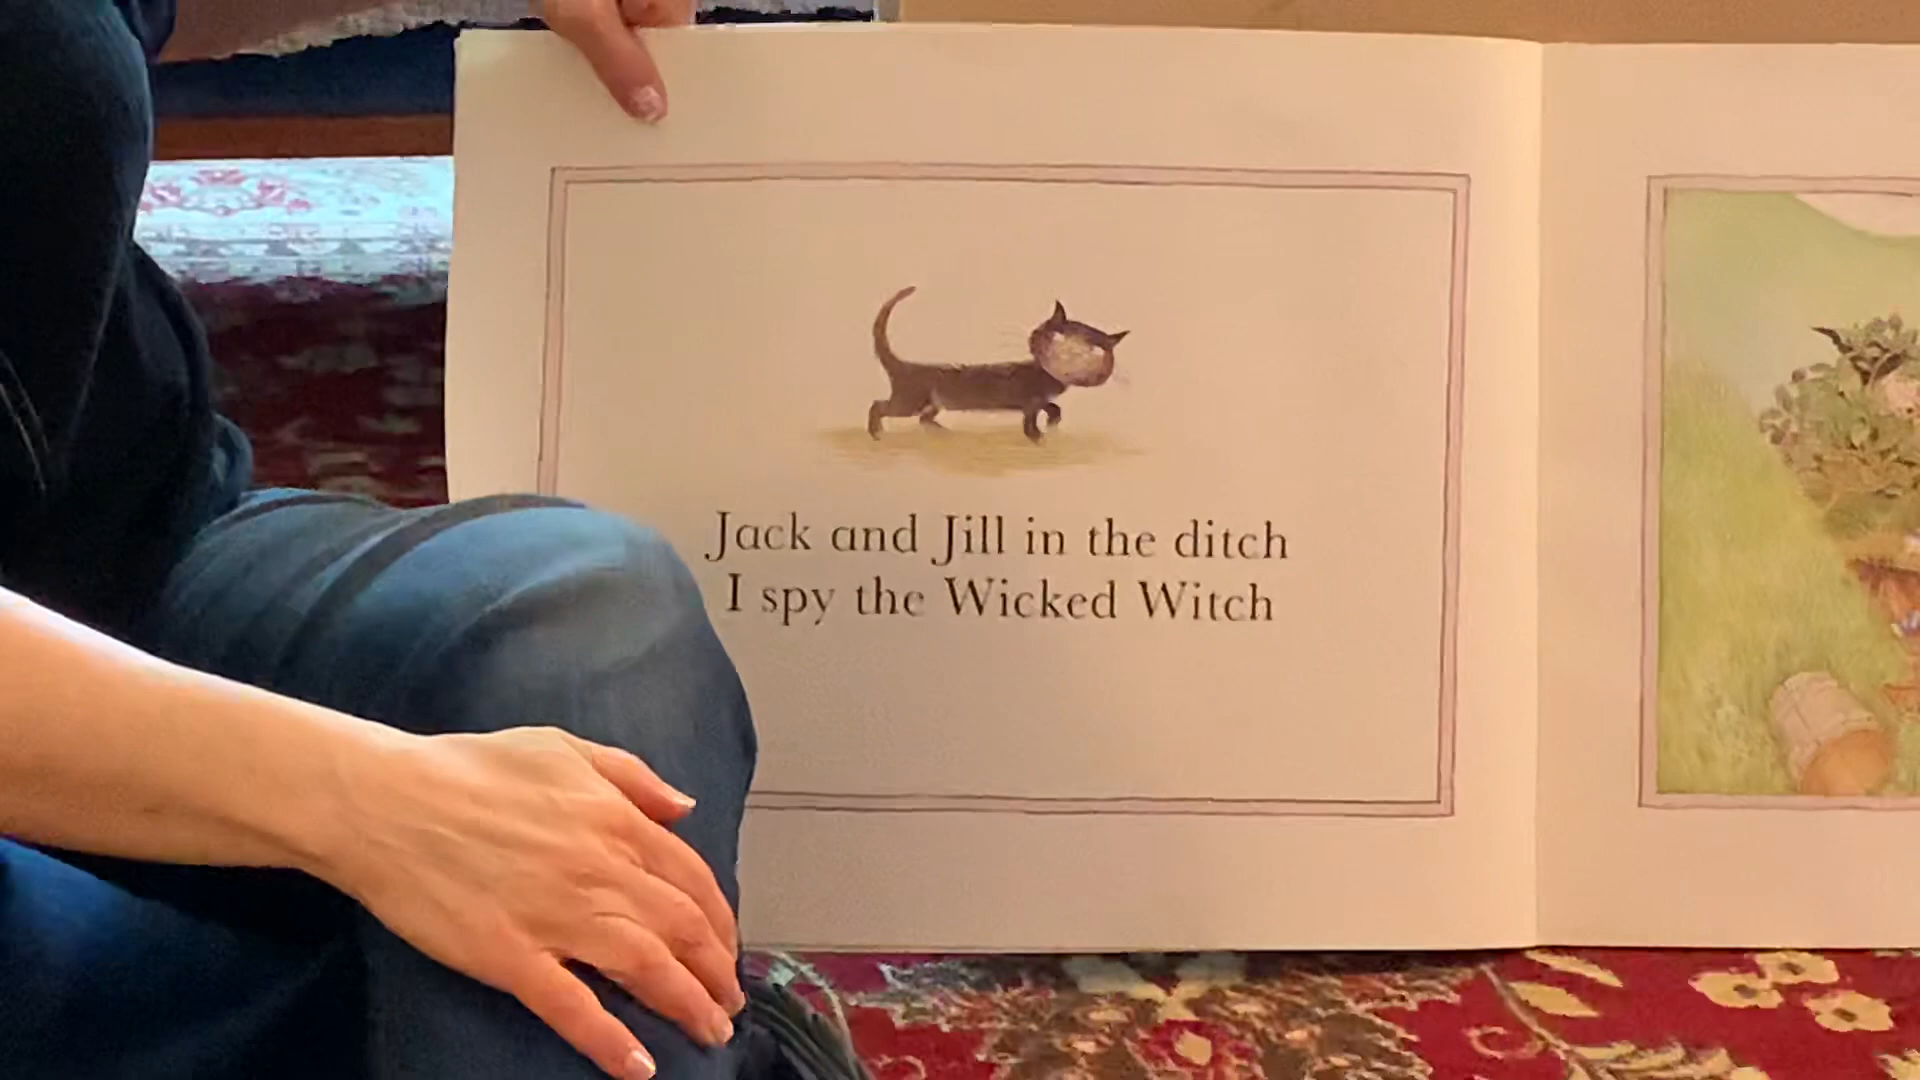 Jack and Jill in the ditch
I spy the Wicked Witch